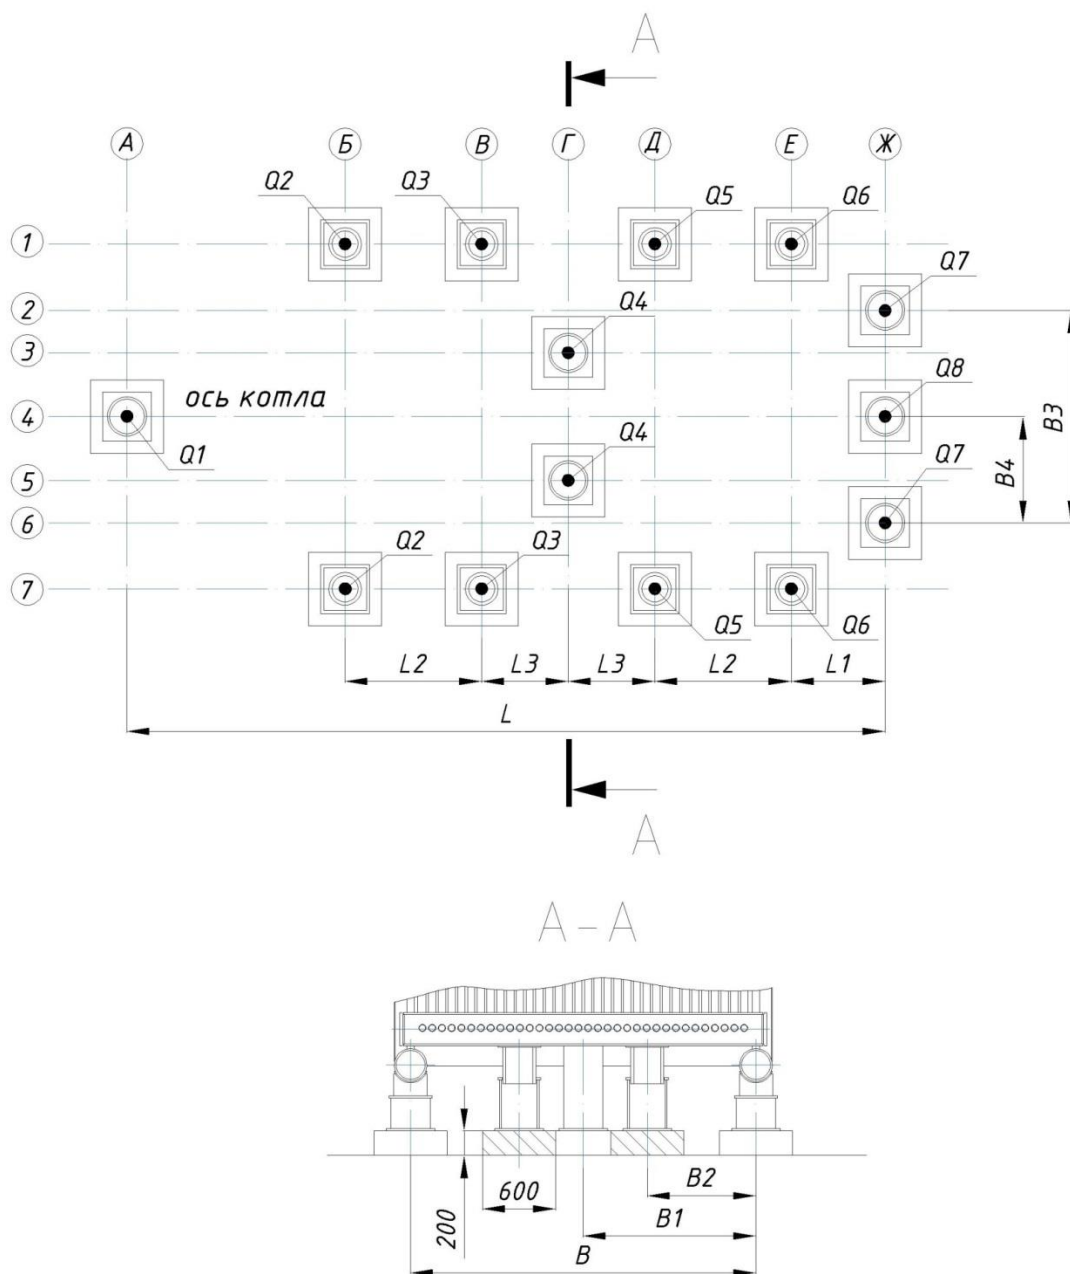 А
А Б В Г Д Е Ж
Q2 Q3 Q5 Q6
1
Q7
2
Q4
3
Q8
ось котла
4
Q4
Q1
Q7
5
B4
B3
6
Q2 Q3
7
Q5 Q6
L2 L3 L3 L2 L1
L
А
А-А
B2
600
B1
200
B